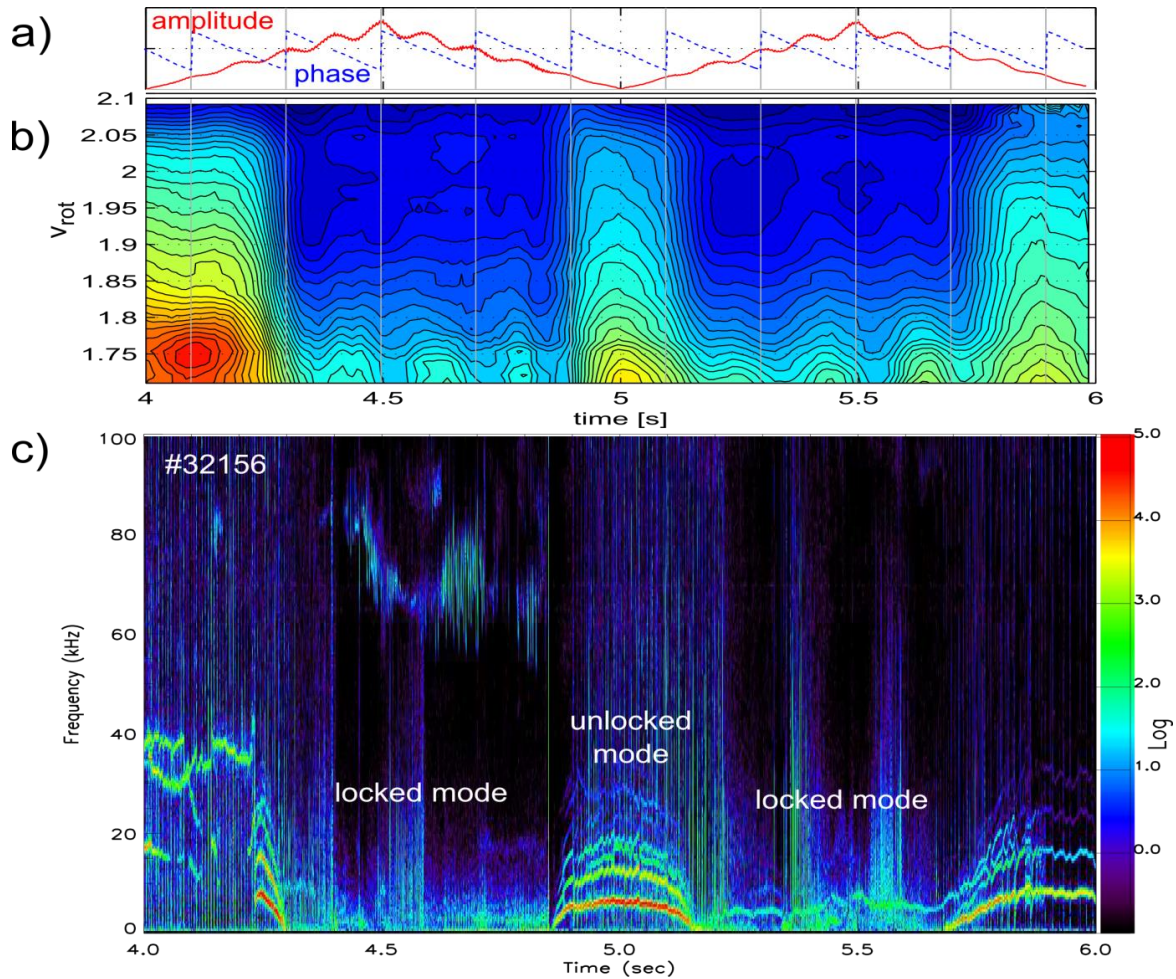 a)
amplitude
phase
b)
2.1
2.05
2
1.95
1.9
1.85
1.8
1.75
v_rot
4
4.5
5
5.5
6
time [s]
c)
#32156
100
80
60
40
20
0
Frequency (kHz)
locked mode
unlocked
mode
locked mode
4.0
4.5
5.0
5.5
6.0
Time (sec)
5.0
4.0
3.0
2.0
1.0
0.0
Log